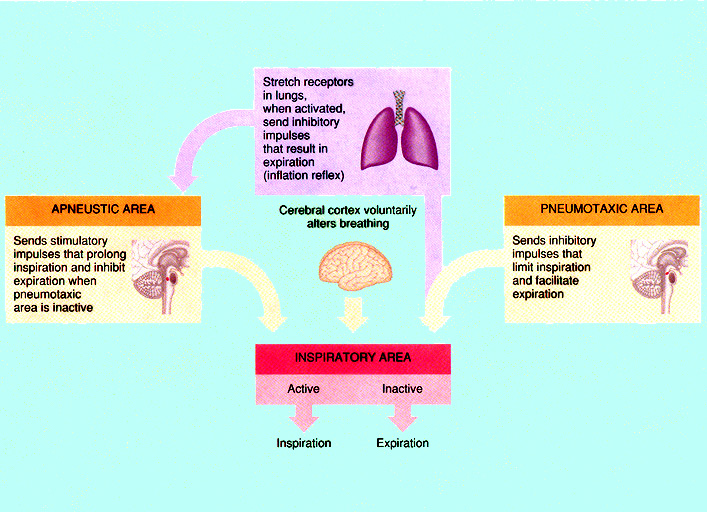 Stretch receptors
in lungs,
when activated,
send inhibitory
impulses
that result in
expiration
(inflation reflex)
APNEUSTIC AREA
Sends stimulatory
impulses that prolong
inspiration and inhibit
expiration when
pneumotaxic
area is inactive
Cerebral cortex voluntarily
alters breathing
PNEUMOTAXIC AREA
Sends inhibitory
impulses that
limit inspiration
and facilitate
expiration
INSPIRATORY AREA
Active
Inactive
Inspiration
Expiration